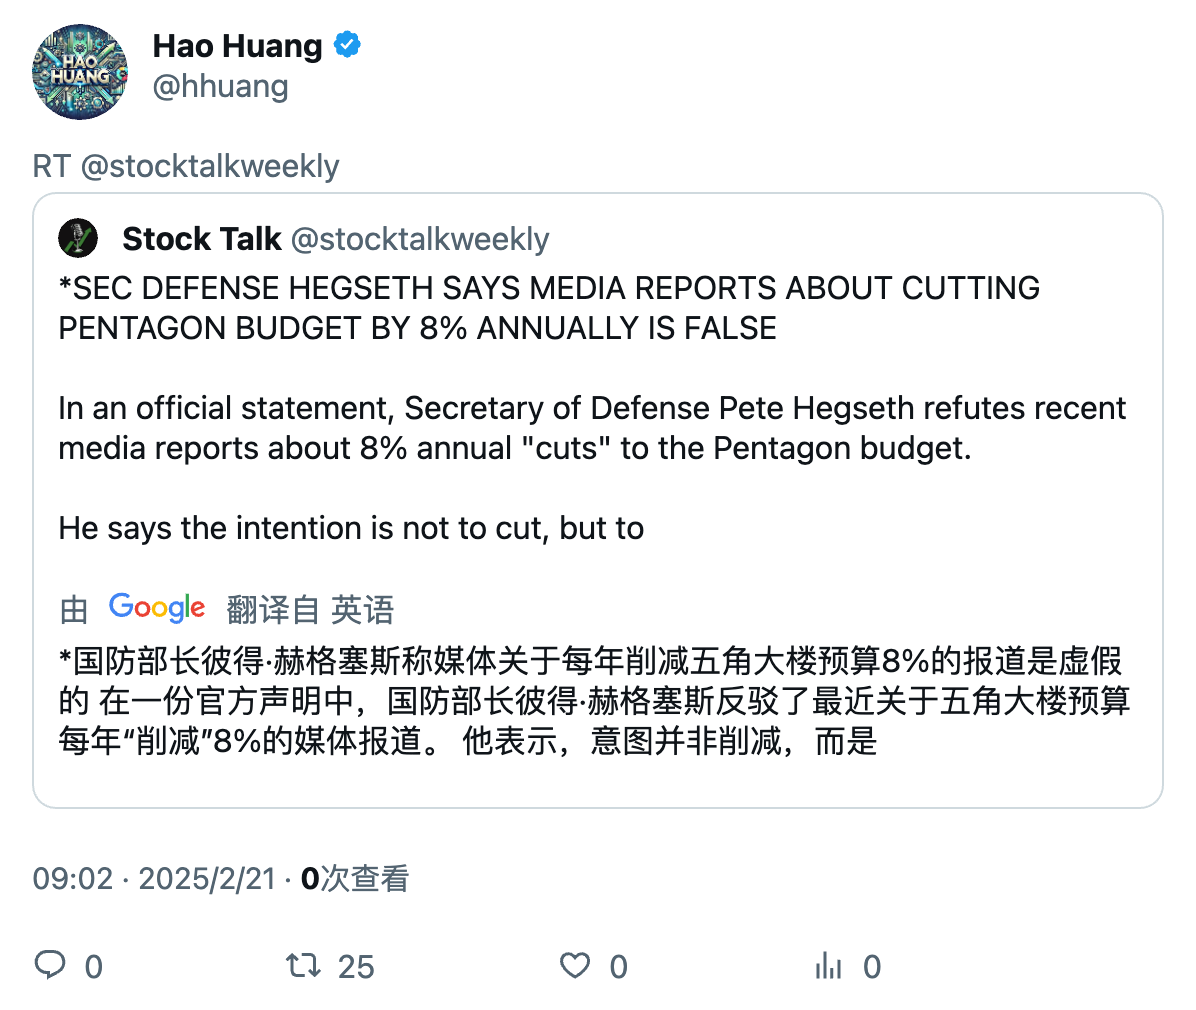 HAO
HUANG
Hao Huang
@hhuang
RT @stocktalkweekly
Stock Talk @stocktalkweekly
*SEC DEFENSE HEGSETH SAYS MEDIA REPORTS ABOUT CUTTING
PENTAGON BUDGET BY 8% ANNUALLY IS FALSE
In an official statement, Secretary of Defense Pete Hegseth refutes recent
media reports about 8% annual "cuts" to the Pentagon budget.
He says the intention is not to cut, but to
由 Google 翻译自 英语
*国防部长彼得·赫格塞斯称媒体关于每年削减五角大楼预算8%的报道是虚假
的 在一份官方声明中，国防部长彼得·赫格塞斯反驳了最近关于五角大楼预算
每年“削减”8%的媒体报道。 他表示，意图并非削减，而是
09:02 · 2025/2/21 · 0次查看
0 25 0 0